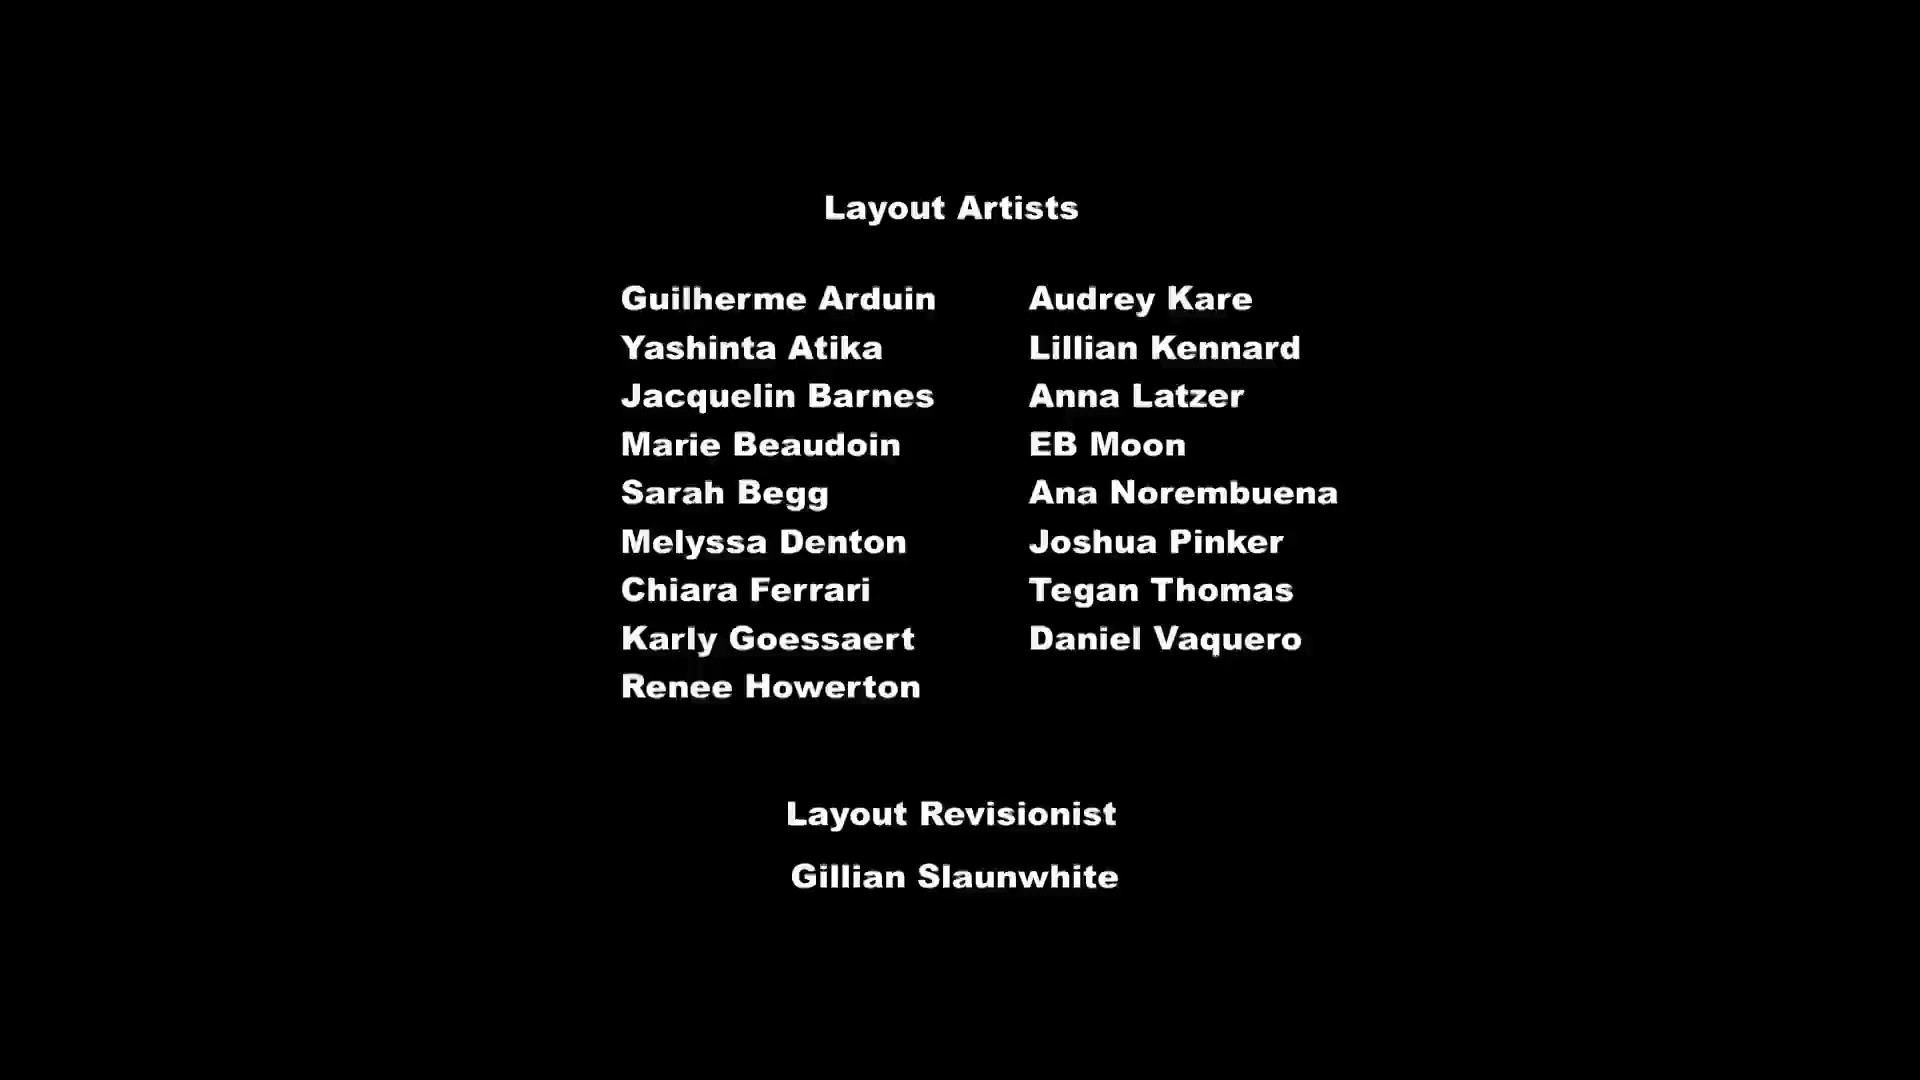 Layout Artists
Guilherme Arduin
Yashinta Atika
Jacquelin Barnes
Marie Beaudoin
Sarah Begg
Melyssa Denton
Chiara Ferrari
Karly Goessaert
Renee Howerton
Audrey Kare
Lillian Kennard
Anna Latzer
EB Moon
Ana Norembuena
Joshua Pinker
Tegan Thomas
Daniel Vaquero
Layout Revisionist
Gillian Slaunwhite